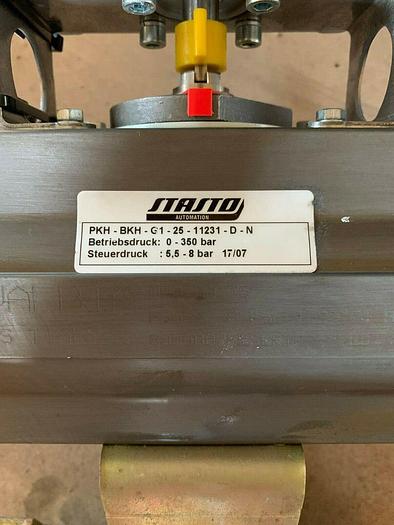 STASTO
AUTOMATION
PKH - BKH - G1 - 25 - 11231 - D - N
Betriebsdruck: 0 - 350 bar
Steuerdruck : 5,5 - 8 bar 17/07